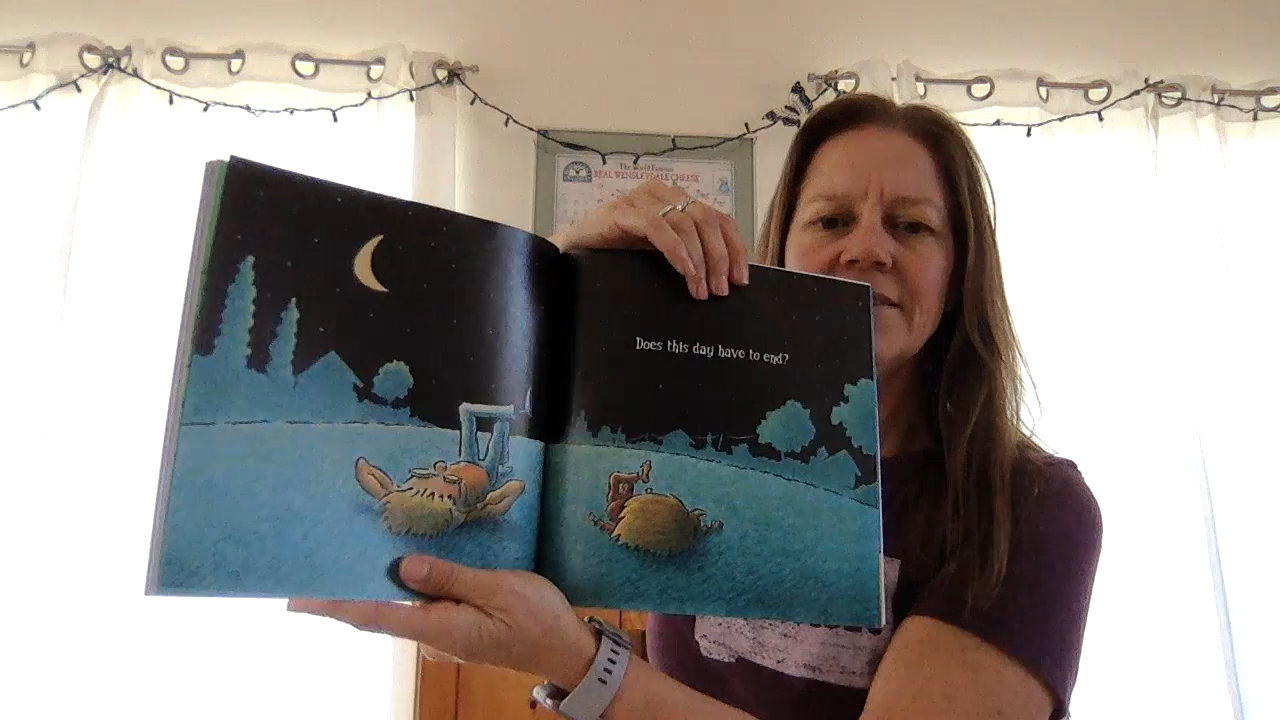 The World Famous
REAL WENSLEYDALE CHEESE
Does this day have to end?